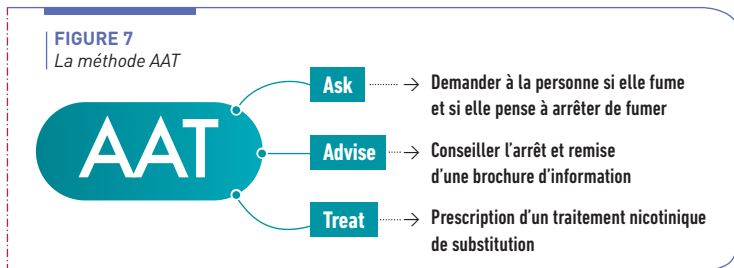 FIGURE 7
La méthode AAT
AAT
Ask
Demander à la personne si elle fume
et si elle pense à arrêter de fumer
Advise
Conseiller l'arrêt et remise
d'une brochure d'information
Treat
Prescription d'un traitement nicotinique
de substitution